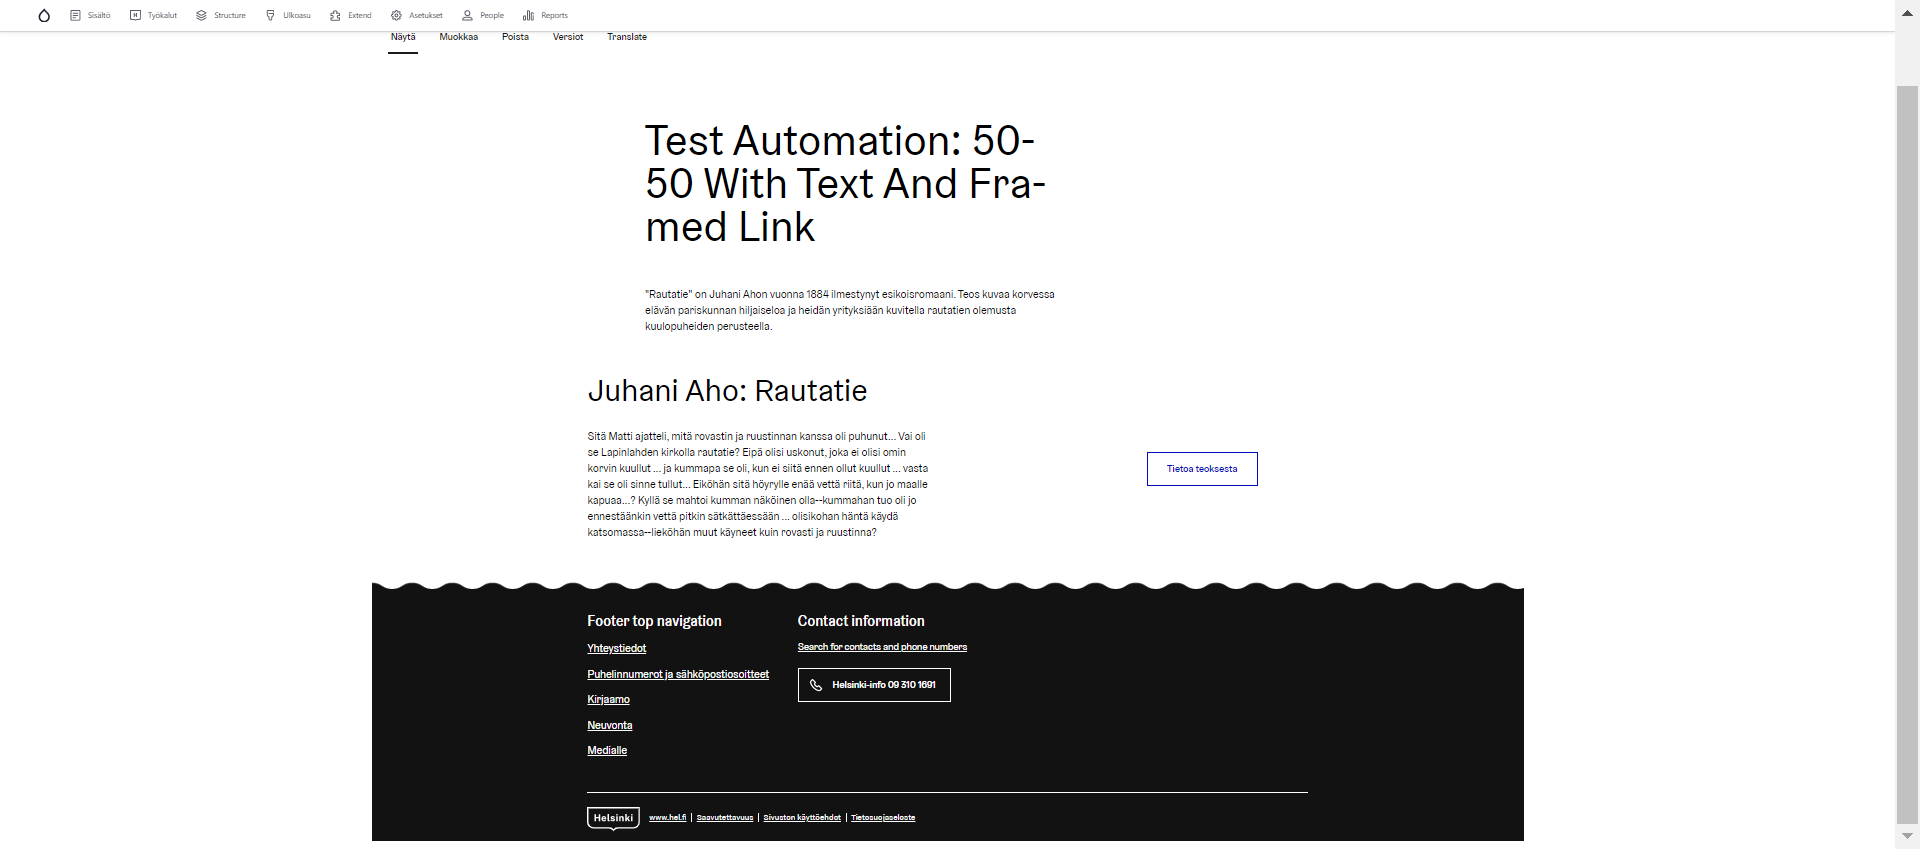 Sisältö Työkalut Structure Ulkoasu Extend Asetukset People Reports
Näytä Muokkaa Poista Versiot Translate
Test Automation: 50-
50 With Text And Fra-
med Link
"Rautatie" on Juhani Ahon vuonna 1884 ilmestynyt esikoisromaani. Teos kuvaa korvessa
elävän pariskunnan hiljaiseloa ja heidän yrityksiään kuvitella rautatien olemusta
kuulopuheiden perusteella.
Juhani Aho: Rautatie
Sitä Matti ajatteli, mitä rovastin ja ruustinnan kanssa oli puhunut... Vai oli
se Lapinlahden kirkolla rautatie? Eipä olisi uskonut, joka ei olisi omin
korvin kuullut ... ja kummapa se oli, kun ei siitä ennen ollut kuullut ... vasta
kai se oli sinne tullut... Eiköhän sitä höyrylle enää vettä riitä, kun jo maalle
kapuaa...? Kyllä se mahtoi kumman näköinen olla--kummahan tuo oli jo
ennestäänkin vettä pitkin sätkättäessään ... olisikohan häntä käydä
katsomassa--lieköhän muut käyneet kuin rovasti ja ruustinna?
Tietoa teoksesta
Footer top navigation
Yhteystiedot
Puhelinnumerot ja sähköpostiosoitteet
Kirjaamo
Neuvonta
Medialle
Contact information
Search for contacts and phone numbers
Helsinki-info 09 310 1691
Helsinki www.hel.fi | Saavutettavuus | Sivuston käyttöehdot | Tietosuojaseloste